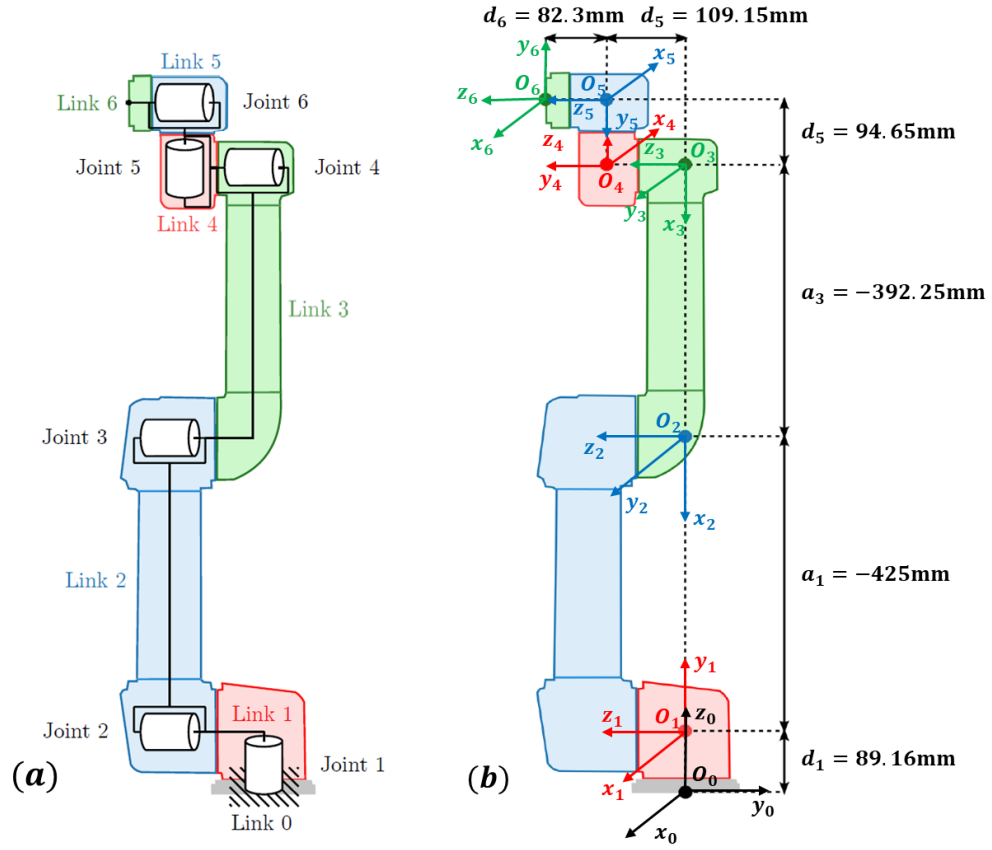 Link 5
Link 6
Joint 6
Joint 5
Joint 4
Link 4
Link 3
Joint 3
Link 2
Joint 2
Link 1
Joint 1
Link 0
(a)
d₆ = 82.3mm
d₅ = 109.15mm
y₆
O₆
O₅
x₅
z₆
z₅
y₅
x₄
x₆
z₄
z₃
O₃
y₄
O₄
y₃
x₃
d₅ = 94.65mm
a₃ = −392.25mm
O₂
z₂
y₂
x₂
a₁ = −425mm
y₁
z₁
O₁
z₀
x₁
O₀
y₀
x₀
d₁ = 89.16mm
(b)